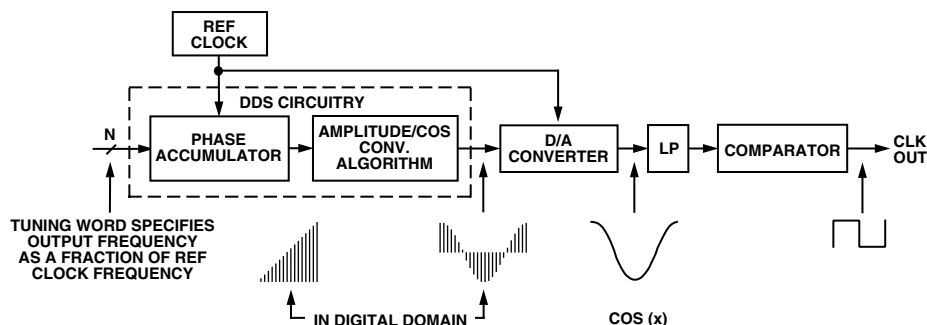 REF
CLOCK
DDS CIRCUITRY
N
PHASE
ACCUMULATOR
AMPLITUDE/COS
CONV.
ALGORITHM
D/A
CONVERTER
LP
COMPARATOR
CLK
OUT
TUNING WORD SPECIFIES
OUTPUT FREQUENCY
AS A FRACTION OF REF
CLOCK FREQUENCY
IN DIGITAL DOMAIN
COS (x)